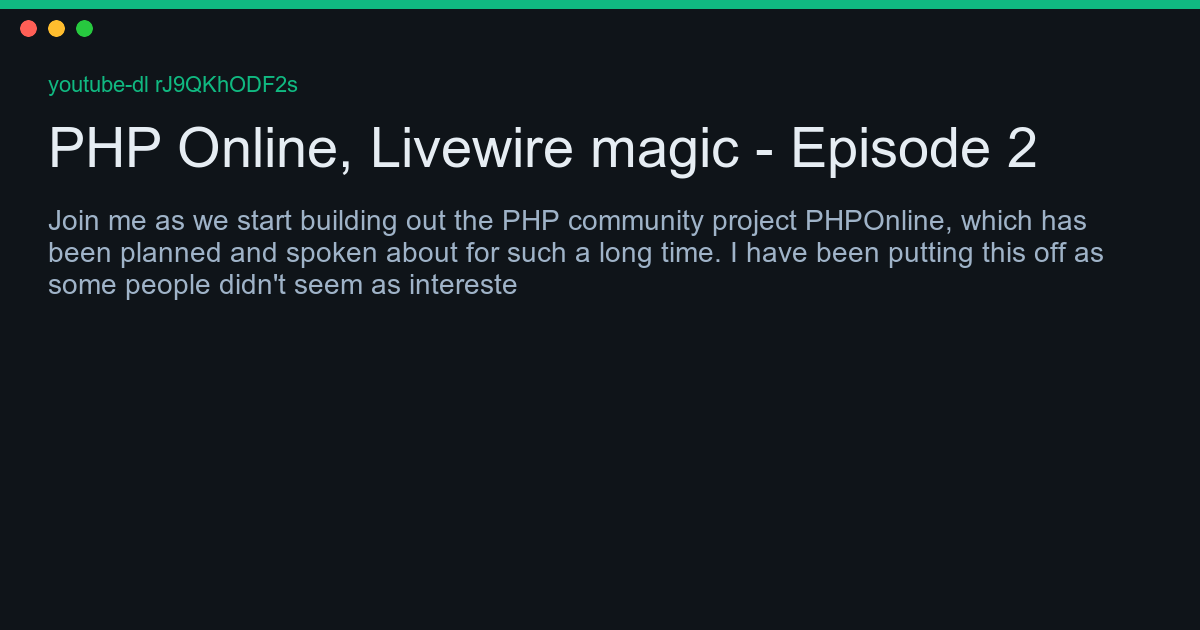 youtube-dl rJ9QKhODF2s
PHP Online, Livewire magic - Episode 2
Join me as we start building out the PHP community project PHPOnline, which has
been planned and spoken about for such a long time. I have been putting this off as
some people didn't seem asintereste